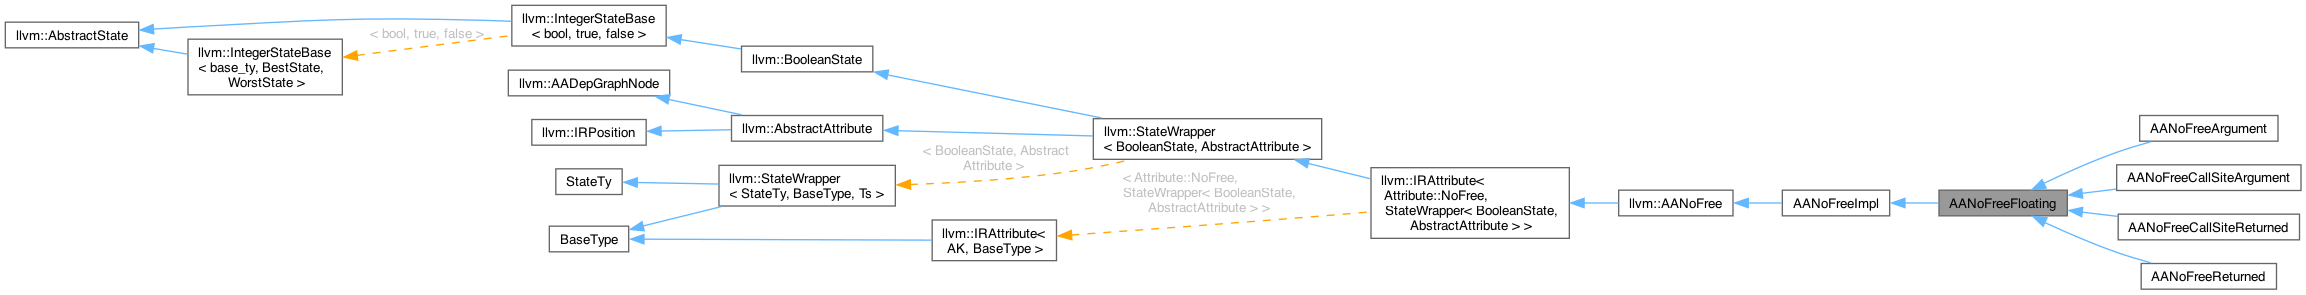 llvm::AbstractState
llvm::IntegerStateBase
< base_ty, BestState,
WorstState >
< bool, true, false >
llvm::IntegerStateBase
< bool, true, false >
llvm::AADepGraphNode
llvm::IRPosition
StateTy
BaseType
llvm::BooleanState
llvm::AbstractAttribute
llvm::StateWrapper
< StateTy, BaseType, Ts >
< BooleanState, Abstract
Attribute >
llvm::IRAttribute<
AK, BaseType >
llvm::StateWrapper
< BooleanState, AbstractAttribute >
< Attribute::NoFree,
StateWrapper< BooleanState,
AbstractAttribute > >
llvm::IRAttribute<
Attribute::NoFree,
StateWrapper< BooleanState,
AbstractAttribute > >
llvm::AANoFree
AANoFreeImpl
AANoFreeFloating
AANoFreeArgument
AANoFreeCallSiteArgument
AANoFreeCallSiteReturned
AANoFreeReturned